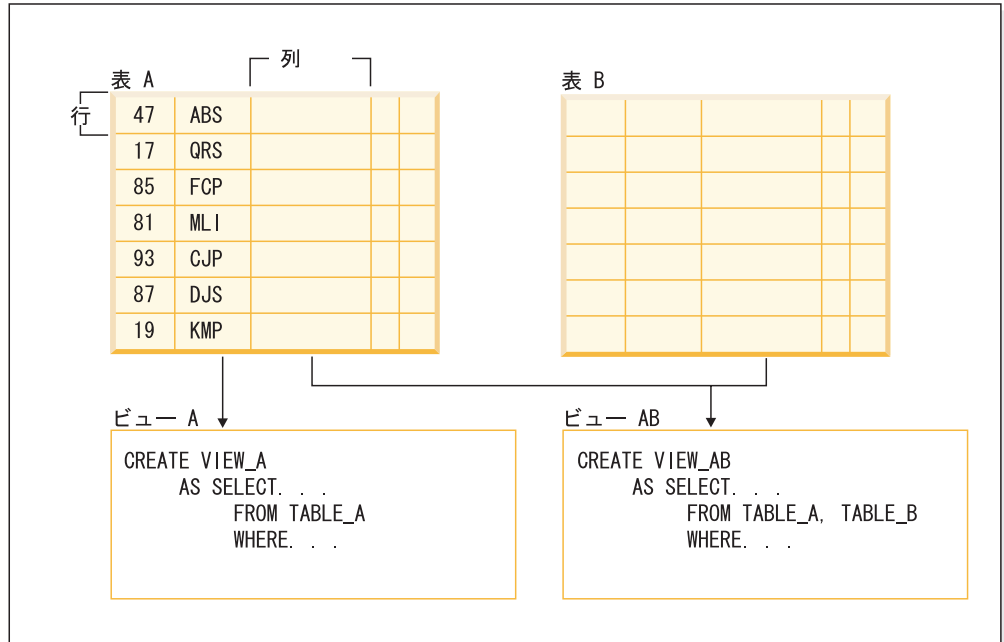 列
表 A
行
47 ABS
17 QRS
85 FCP
81 MLI
93 CJP
87 DJS
19 KMP
表 B
ビュー A
CREATE VIEW_A
AS SELECT. . .
FROM TABLE_A
WHERE. . .
ビュー AB
CREATE VIEW_AB
AS SELECT. . .
FROM TABLE_A, TABLE_B
WHERE. . .